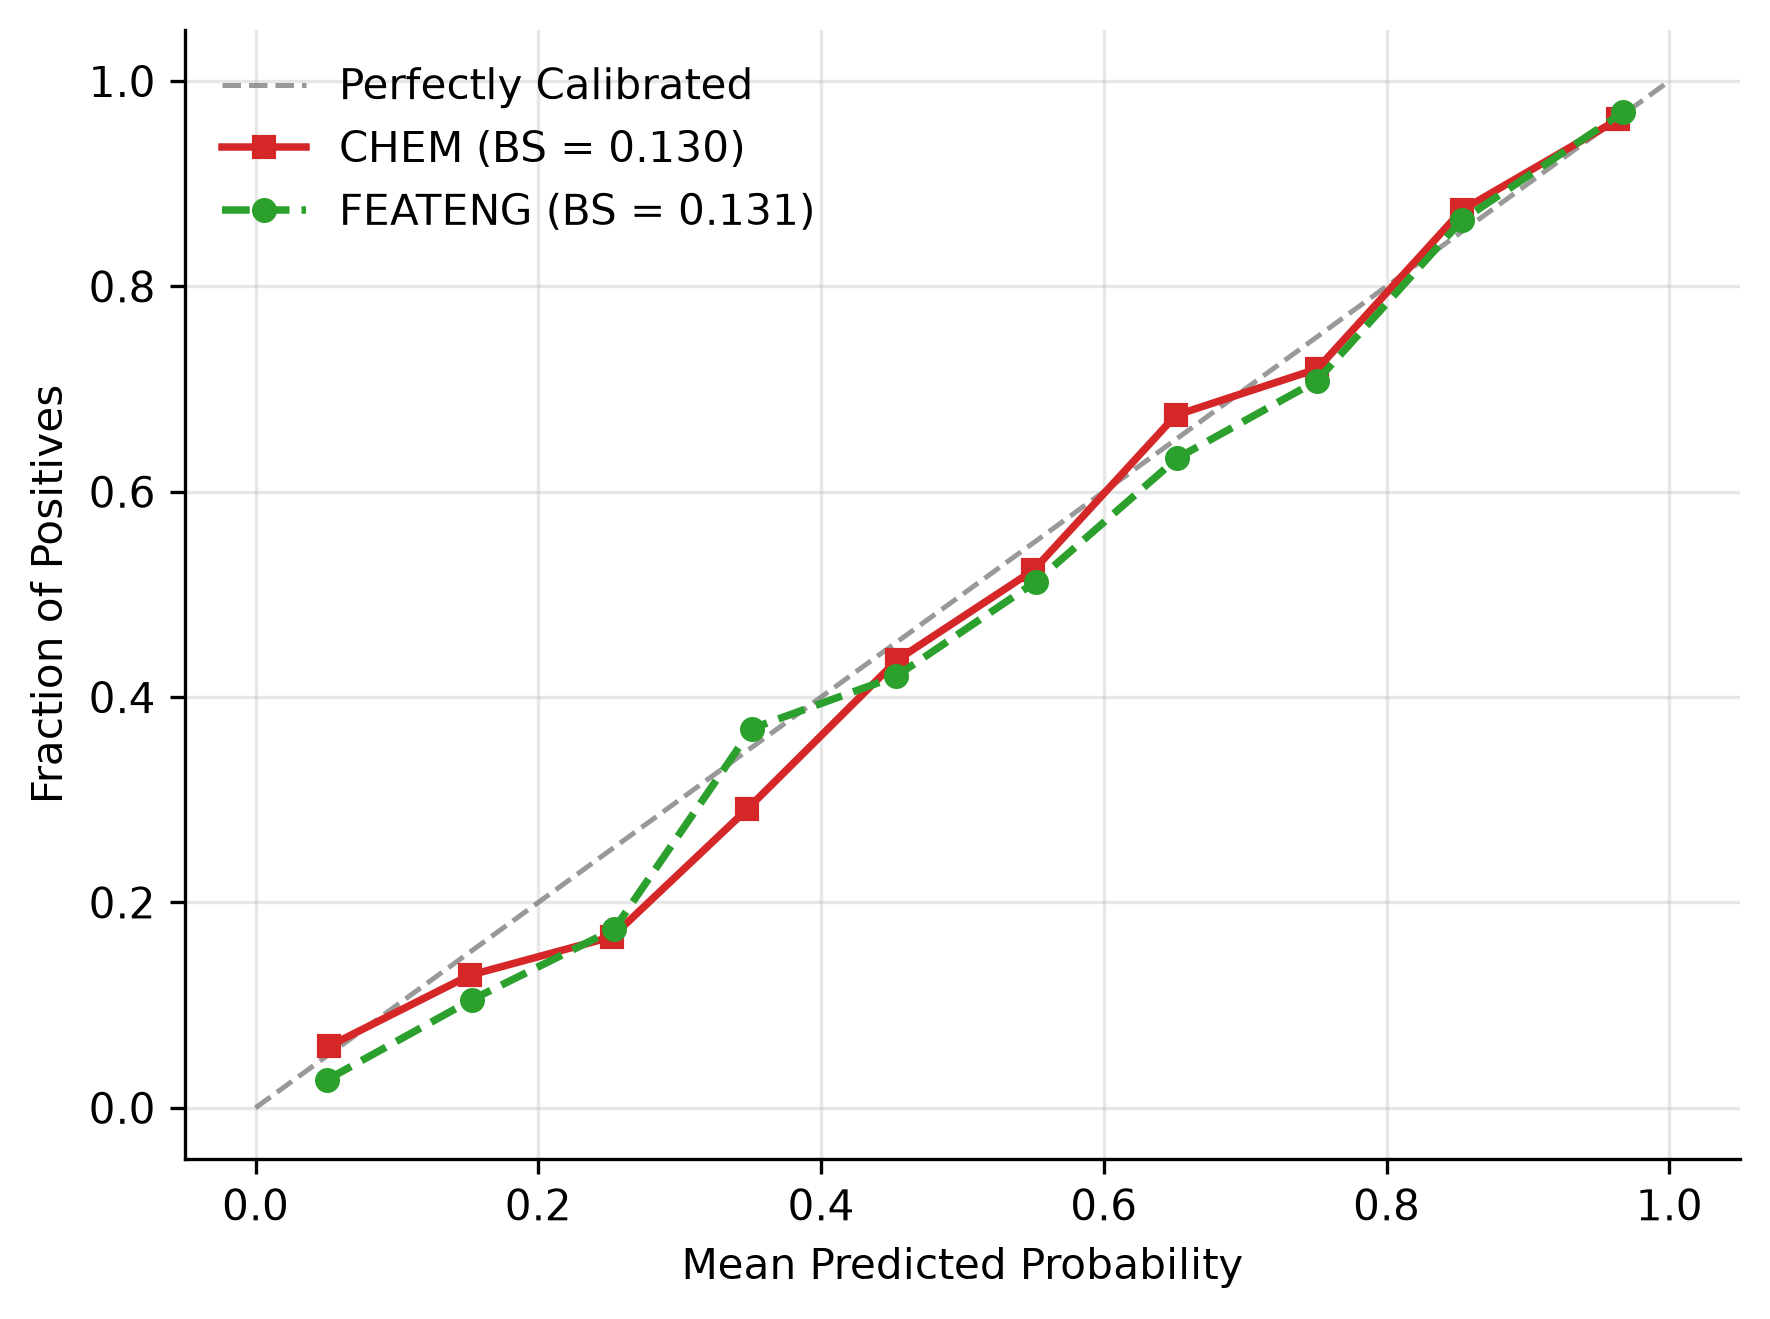 Perfectly Calibrated
CHEM (BS = 0.130)
FEATENG (BS = 0.131)
Fraction of Positives
1.0
0.8
0.6
0.4
0.2
0.0
0.0 0.2 0.4 0.6 0.8 1.0
Mean Predicted Probability